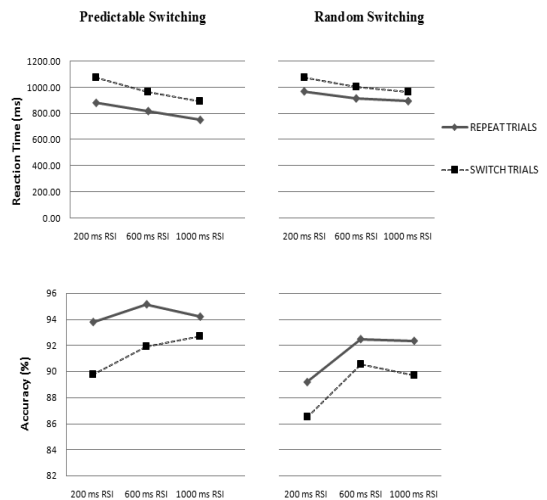 Predictable Switching
Random Switching
Reaction Time (ms)
1200.00
1000.00
800.00
600.00
400.00
200.00
0.00
200 ms RSI 600 ms RSI 1000 ms RSI
200 ms RSI 600 ms RSI 1000 ms RSI
REPEAT TRIALS
SWITCH TRIALS
Accuracy (%)
96
94
92
90
88
86
84
82
200 ms RSI 600 ms RSI 1000 ms RSI
200 ms RSI 600 ms RSI 1000 ms RSI